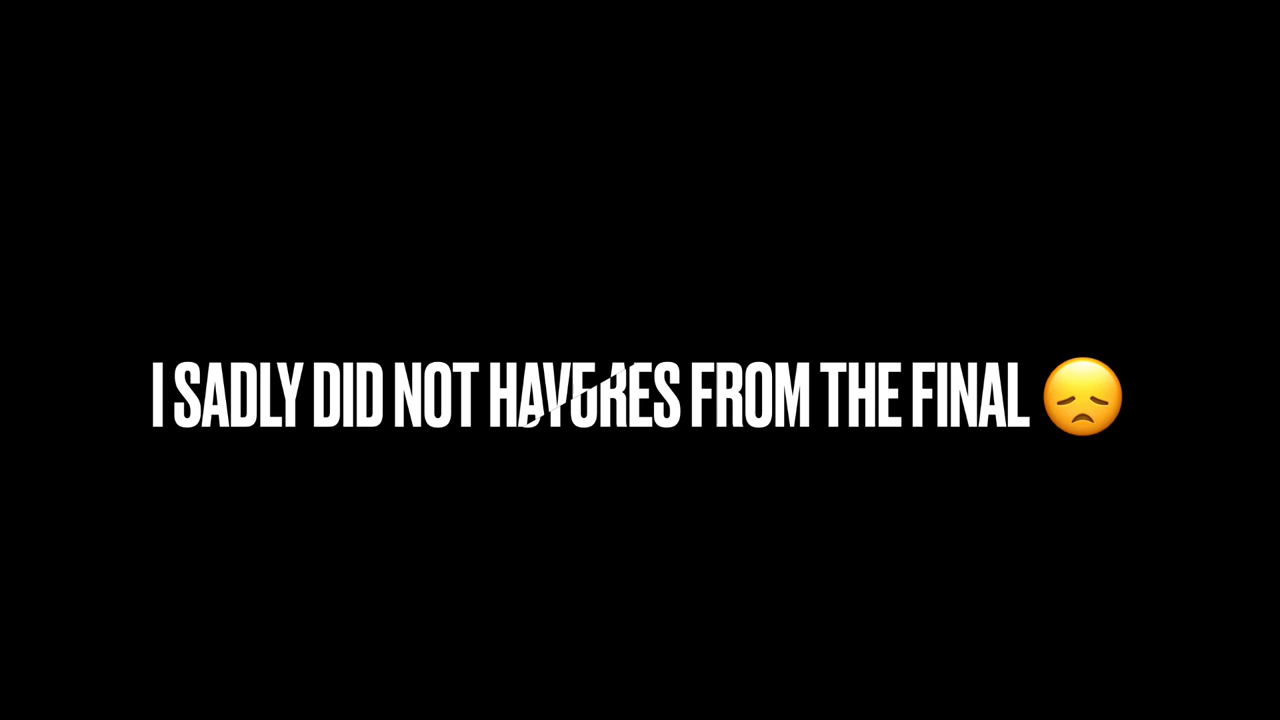 I SADLY DID NOT FROM THE FINAL 😞